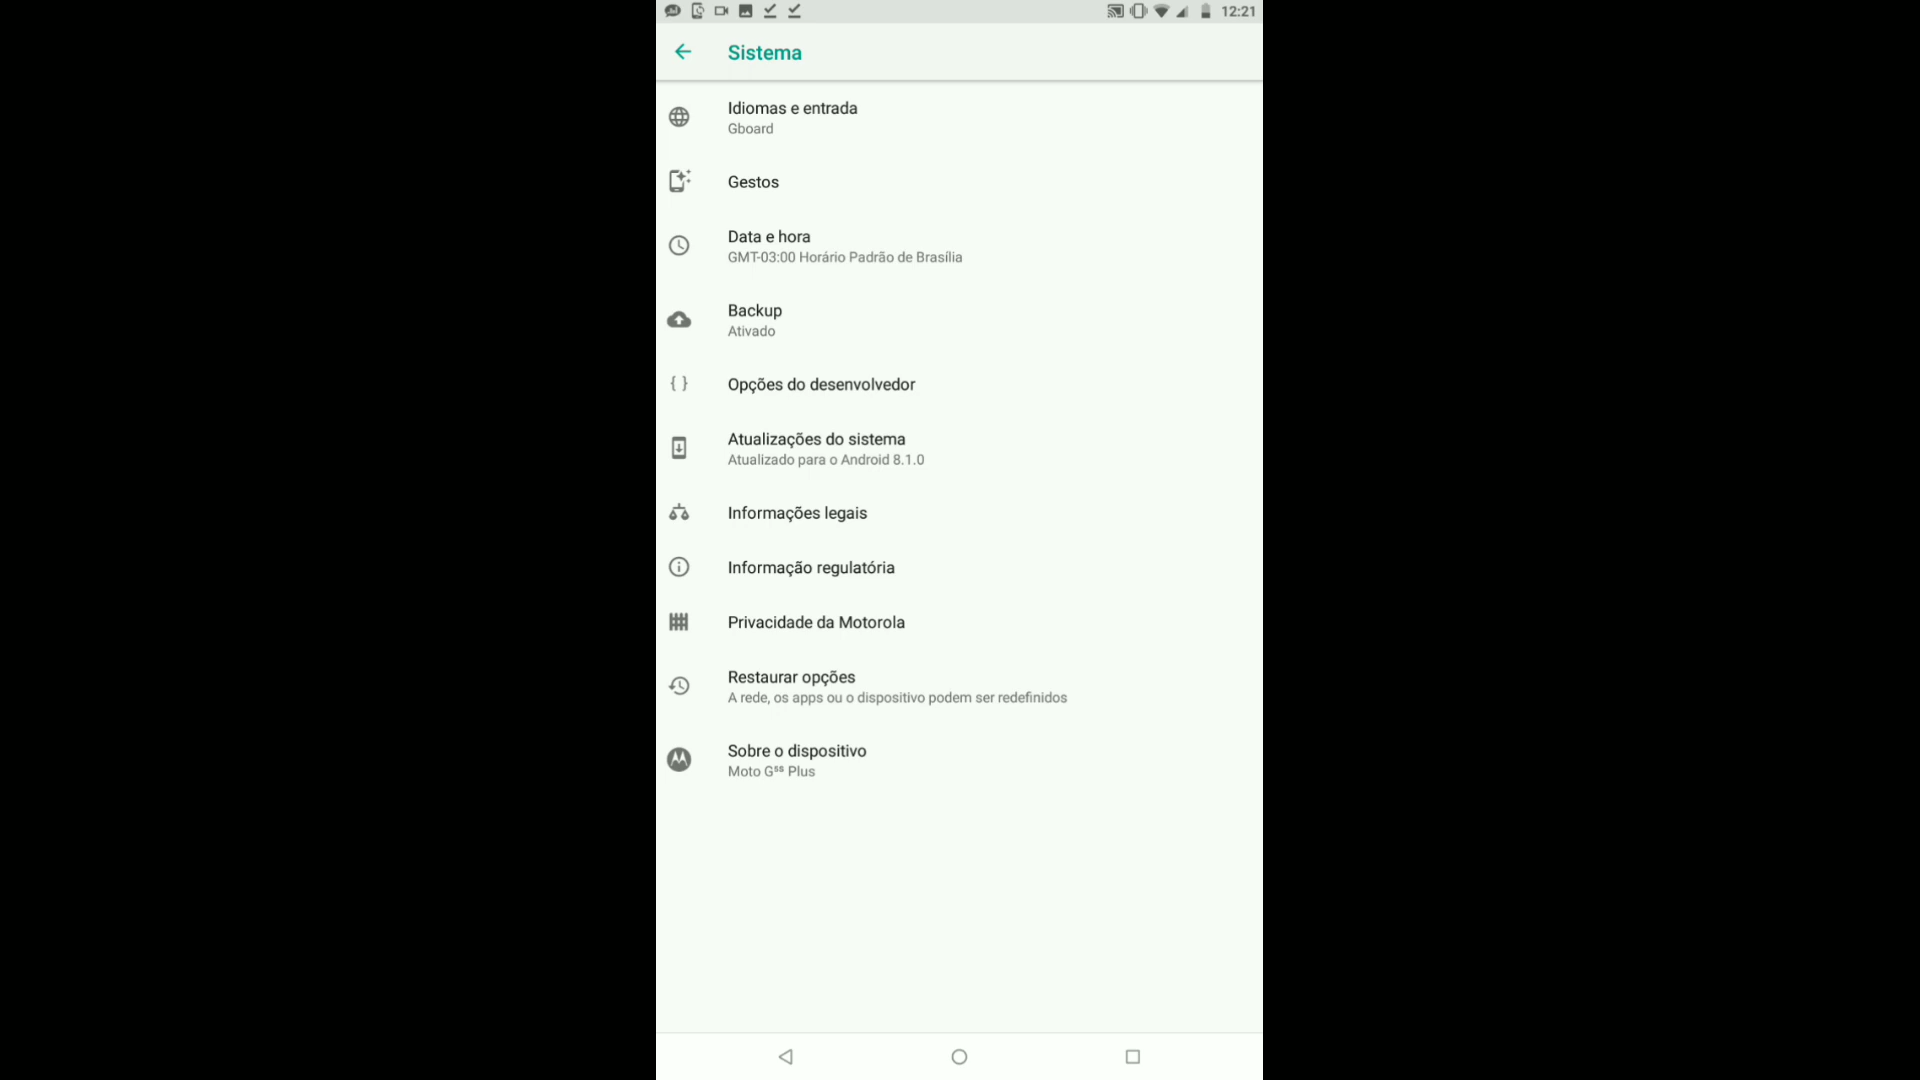 12:21
Sistema
Idiomas e entrada
Gboard
Gestos
Data e hora
GMT-03:00 Horário Padrão de Brasília
Backup
Ativado
{ } Opções do desenvolvedor
Atualizações do sistema
Atualizado para o Android 8.1.0
Informações legais
Informação regulatória
Privacidade da Motorola
Restaurar opções
A rede, os apps ou o dispositivo podem ser redefinidos
Sobre o dispositivo
Moto Gˢˢ Plus